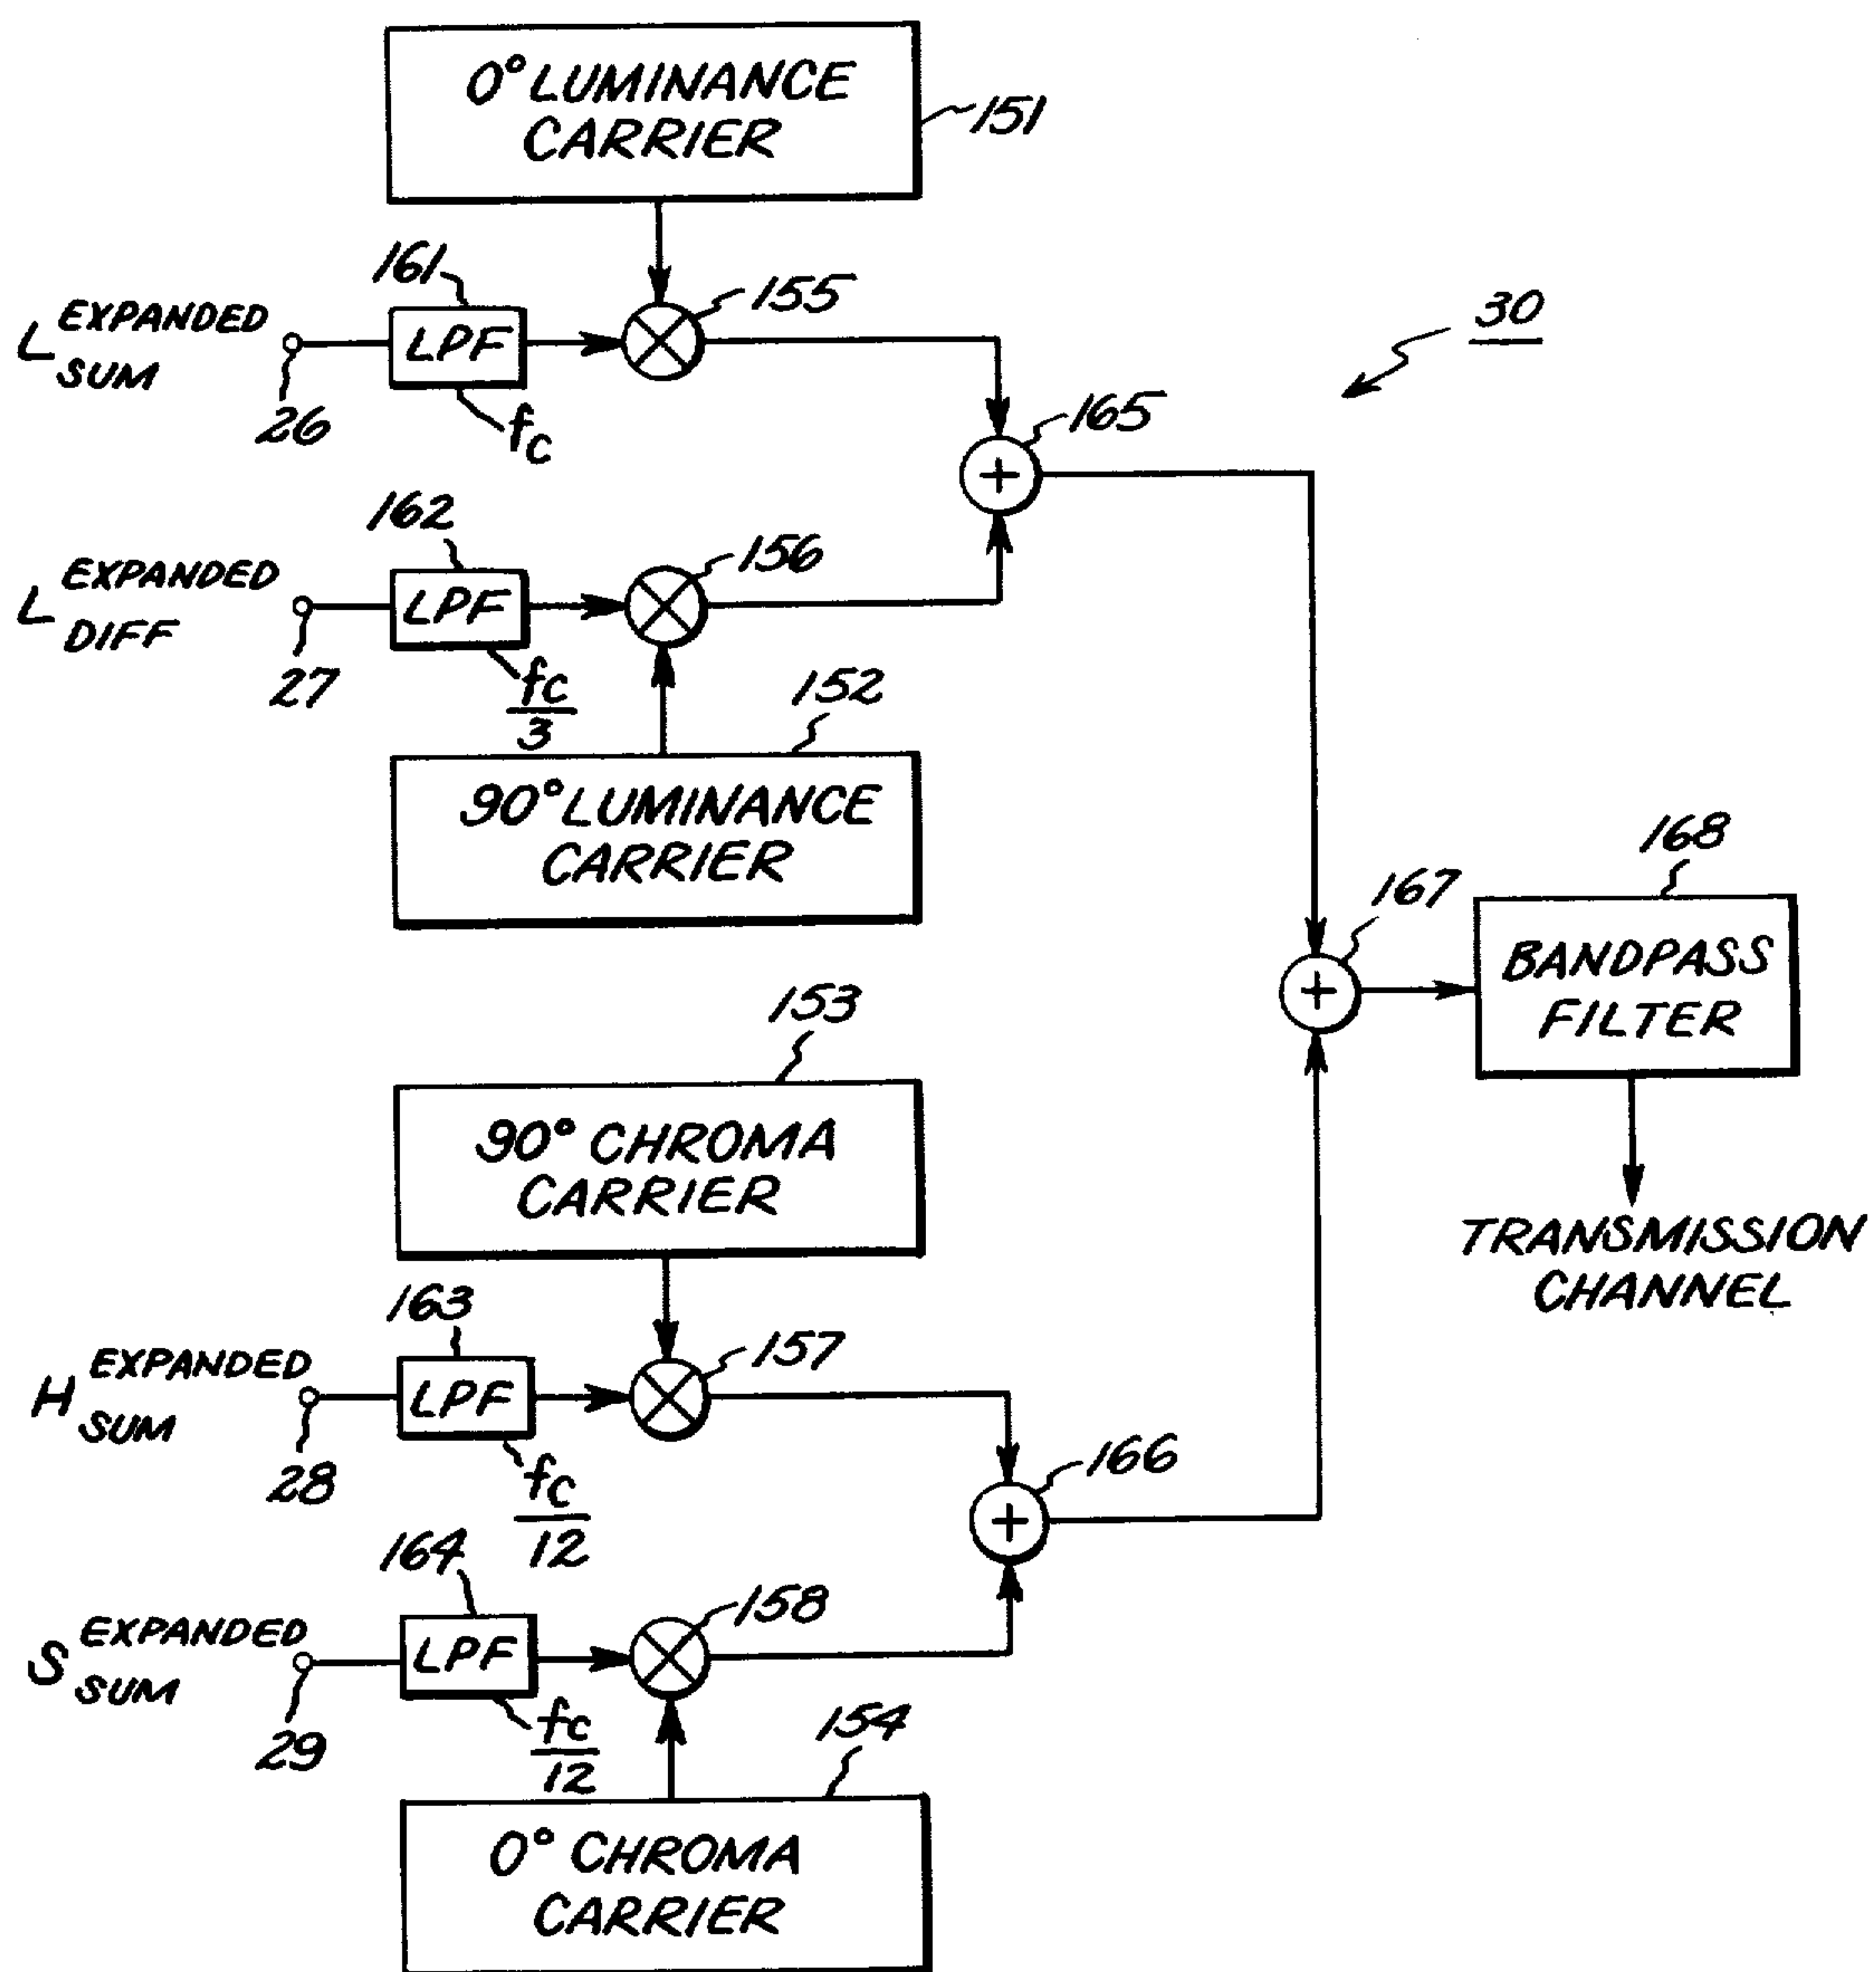 0° LUMINANCE
CARRIER
151
161
155
30
L EXPANDED
SUM
LPF
26
fc
165
162
156
L EXPANDED
DIFF
LPF
27
fc
3
152
90° LUMINANCE
CARRIER
168
167
BANDPASS
FILTER
153
90° CHROMA
CARRIER
TRANSMISSION
CHANNEL
163
157
H EXPANDED
SUM
LPF
28
fc
12
166
164
158
S EXPANDED
SUM
LPF
29
fc
12
154
0° CHROMA
CARRIER